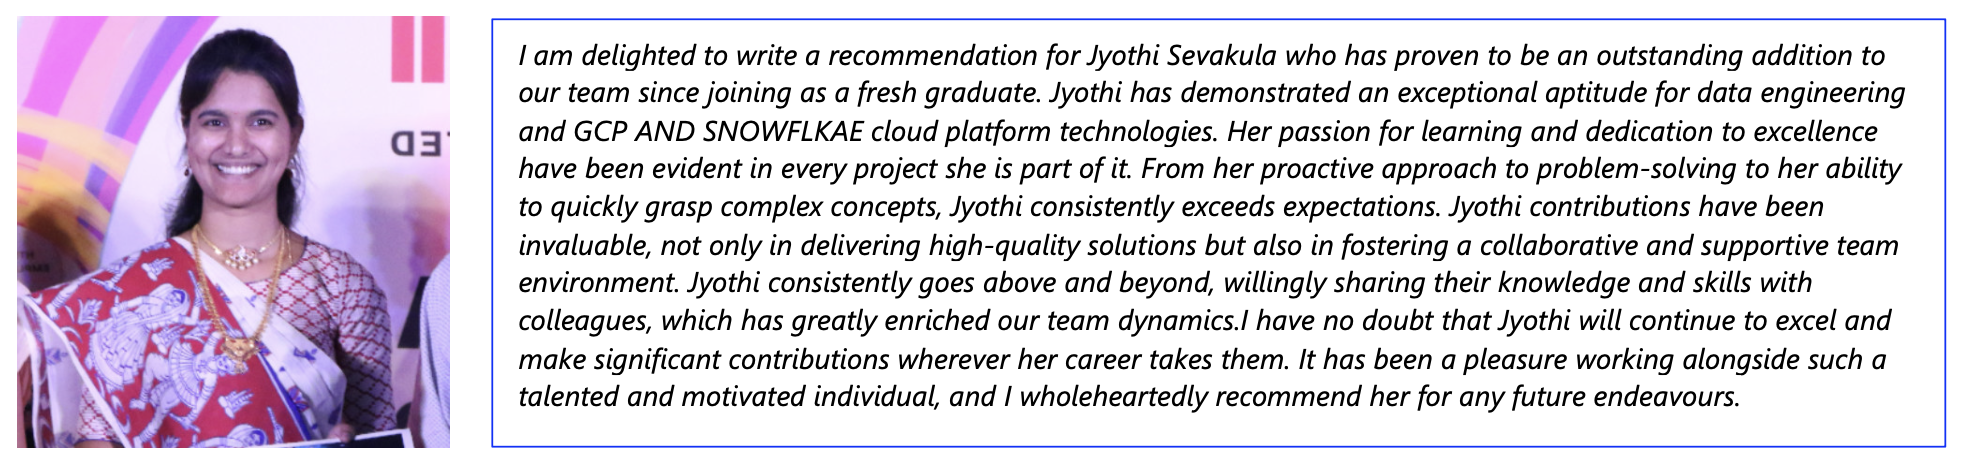 I am delighted to write a recommendation for Jyothi Sevakula who has proven to be an outstanding addition to
our team since joining as a fresh graduate. Jyothi has demonstrated an exceptional aptitude for data engineering
and GCP AND SNOWFLKAE cloud platform technologies. Her passion for learning and dedication to excellence
have been evident in every project she is part of it. From her proactive approach to problem-solving to her ability
to quickly grasp complex concepts, Jyothi consistently exceeds expectations. Jyothi contributions have been
invaluable, not only in delivering high-quality solutions but also in fostering a collaborative and supportive team
environment. Jyothi consistently goes above and beyond, willingly sharing their knowledge and skills with
colleagues, which has greatly enriched our team dynamics.I have no doubt that Jyothi will continue to excel and
make significant contributions wherever her career takes them. It has been a pleasure working alongside such a
talented and motivated individual, and I wholeheartedly recommend her for any future endeavours.